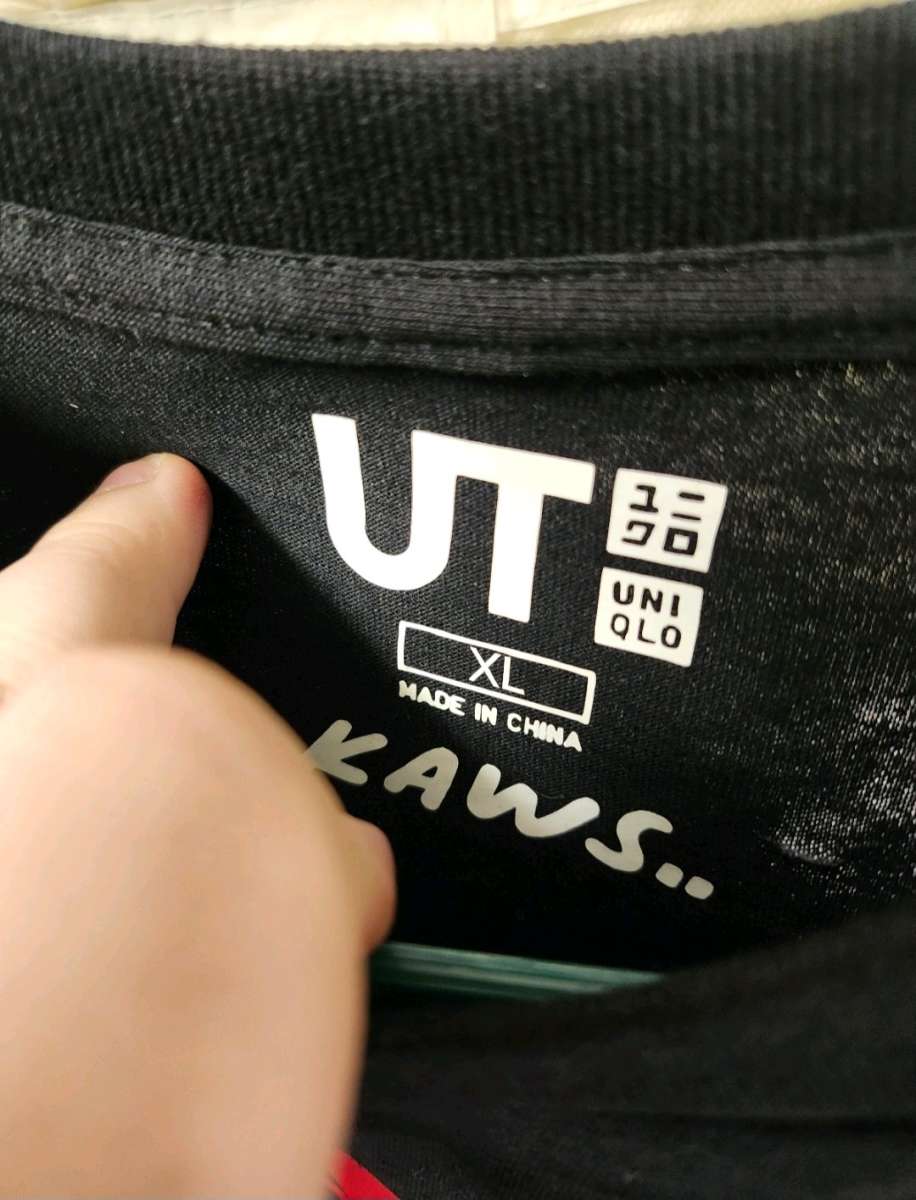 UT
ユニ
クロ
UNI
QLO
XL
MADE IN CHINA
KAWS..